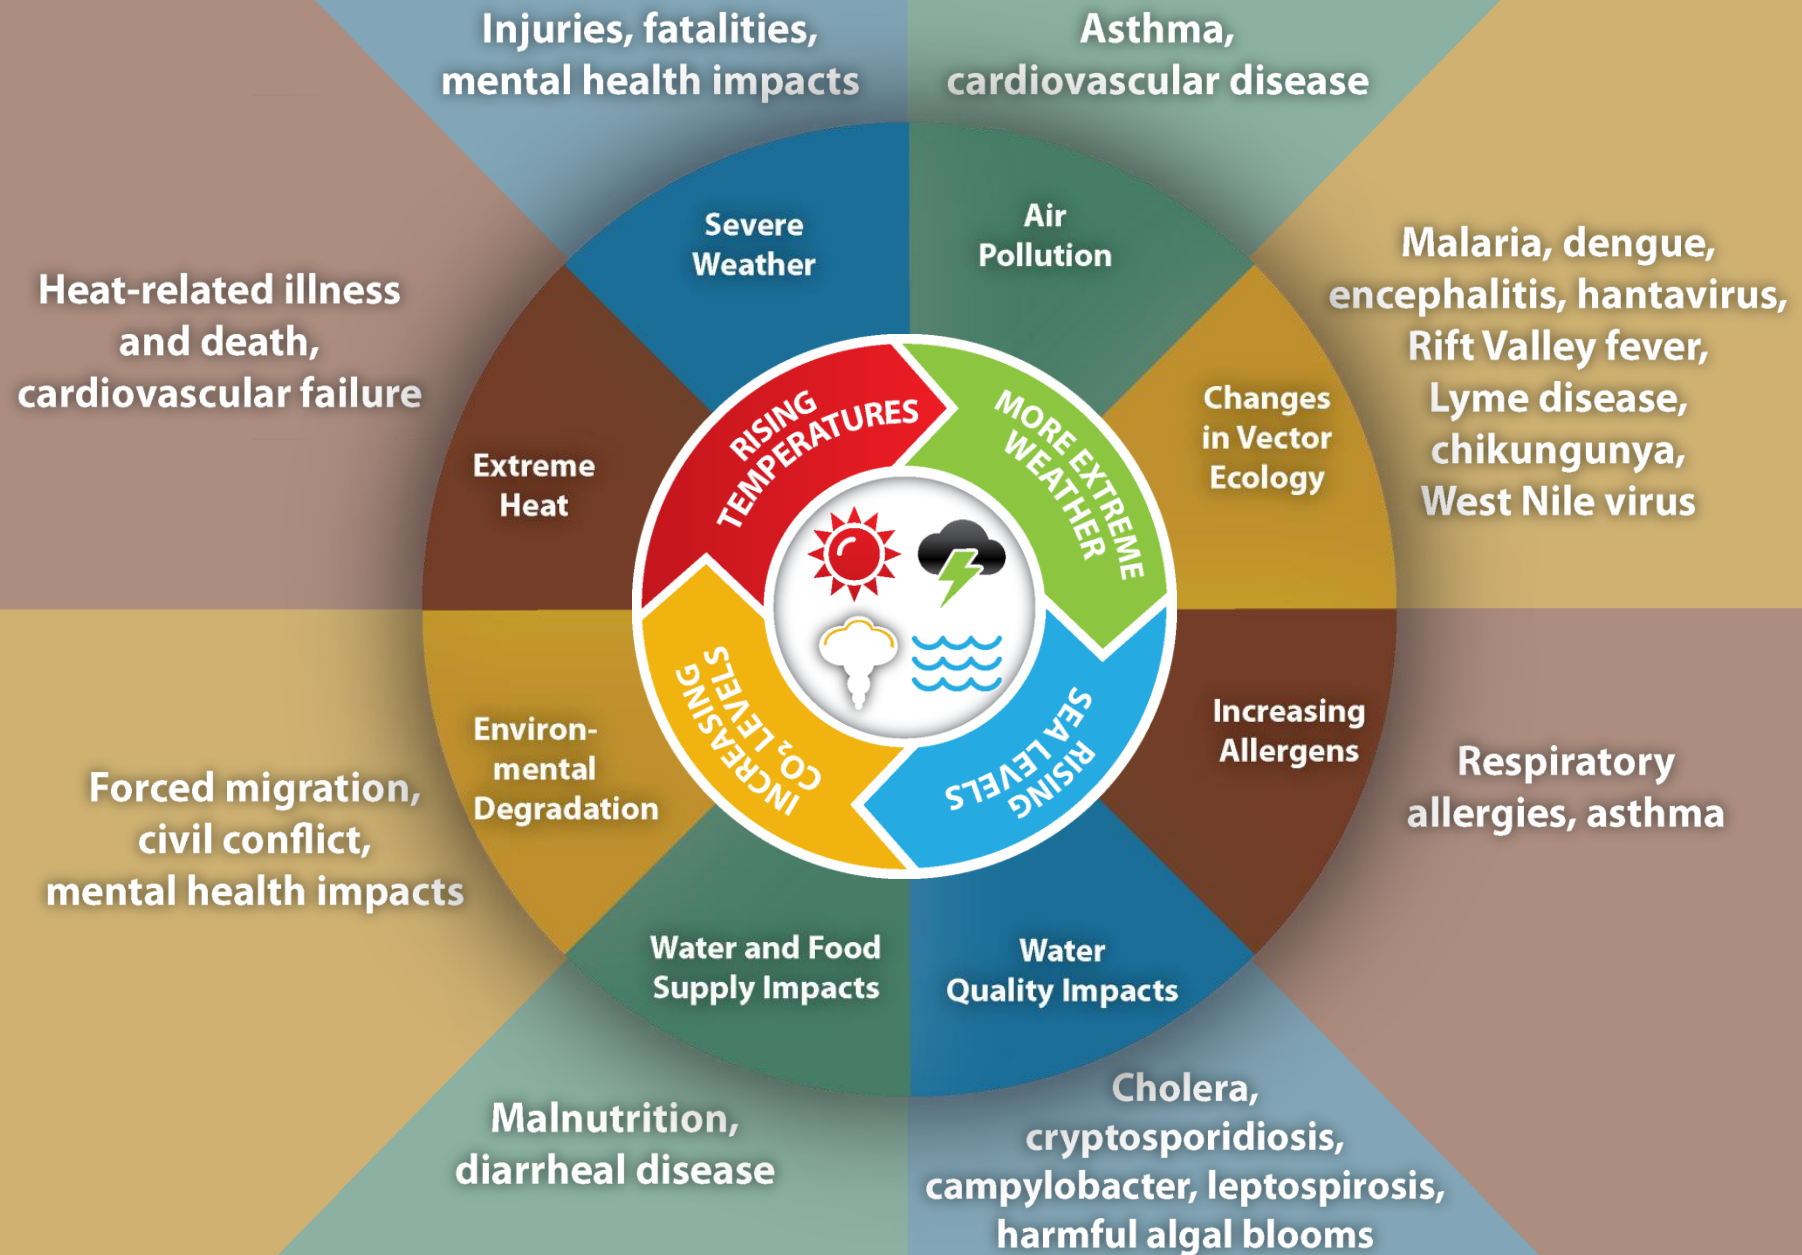 Injuries, fatalities,
mental health impacts
Asthma,
cardiovascular disease
Severe
Weather
Air
Pollution
Heat-related illness
and death,
cardiovascular failure
Extreme
Heat
Malaria, dengue,
encephalitis, hantavirus,
Rift Valley fever,
Lyme disease,
chikungunya,
West Nile virus
Changes
in Vector
Ecology
RISING
TEMPERATURES
MORE EXTREME
WEATHER
RISING
SEA LEVELS
INCREASING
CO₂ LEVELS
Environ-
mental
Degradation
Forced migration,
civil conflict,
mental health impacts
Increasing
Allergens
Respiratory
allergies, asthma
Water and Food
Supply Impacts
Water
Quality Impacts
Malnutrition,
diarrheal disease
Cholera,
cryptosporidiosis,
campylobacter, leptospirosis,
harmful algal blooms